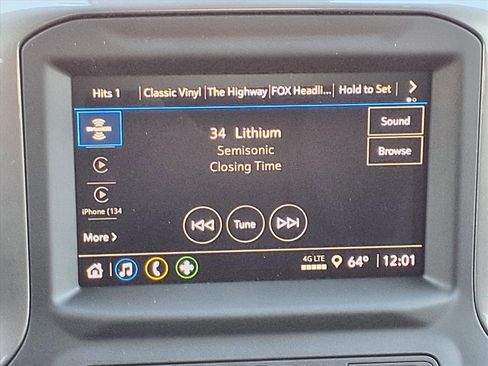 Hits 1 Classic Vinyl The Highway FOX Headli... Hold to Set
Sound
34 Lithium
Semisonic
Browse
Closing Time
iPhone (134
More
Tune
4G LTE 64° 12:01